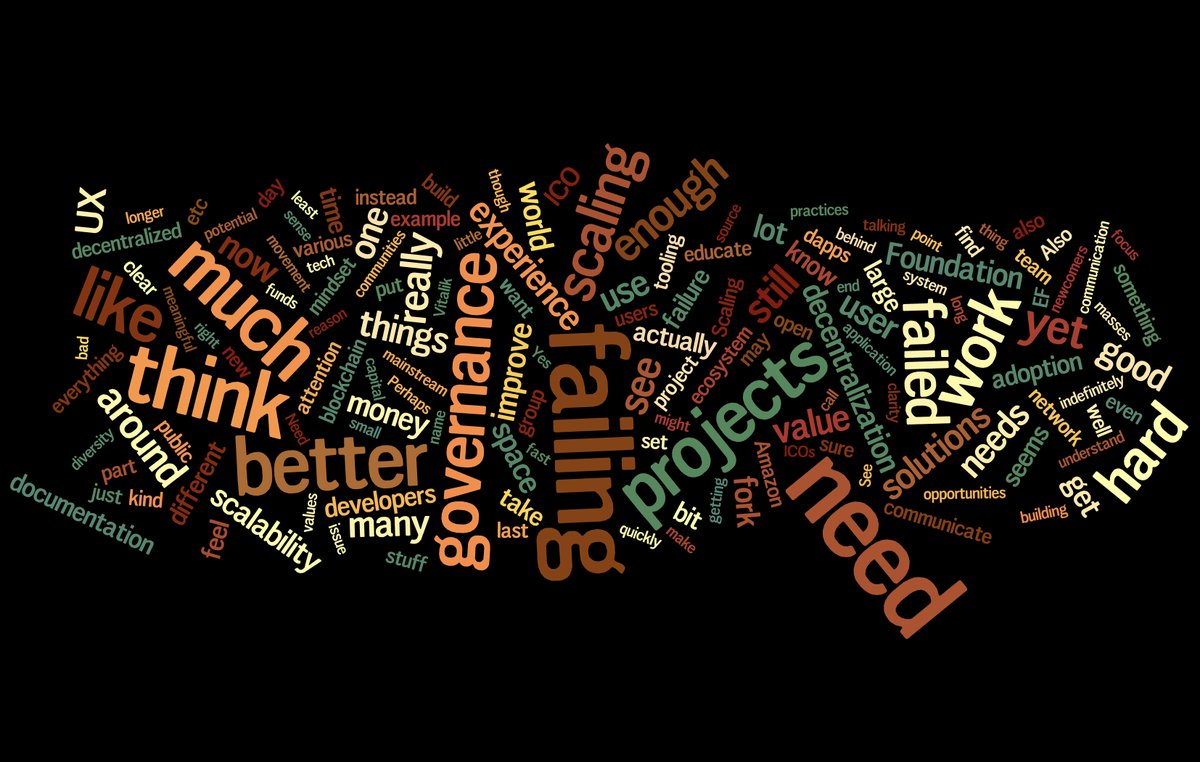 UX
longer
etc
day
least
time
instead
build
though
world
ICO
scaling
enough
source
practices
decentralized
potential
sense
various
one
example
little
experience
tooling
educate
lot
know
dapps
behind
talking
point
find
thing
also
Also
team
communication
focus
clear
much
now
movement
tech
communities
really
want
use
failure
users
Scaling
still
end
decentralization
large
Foundation
system
long
EF
newcomers
something
like
meaningful
funds
mindset
put
Vitalik
reason
right
things
governance
failing
actually
may
open
user
application
failed
work
yet
masses
good
bad
everything
think
new
attention
blockchain
capital
mainstream
Perhaps
improve
Yes
see
project
ecosystem
projects
clarity
adoption
indefinitely
around
public
diversity
Need
money
small
name
group
space
fast
might
set
value
call
ICOs
sure
See
solutions
needs
network
well
even
understand
seems
hard
get
documentation
part
just
kind
different
feel
better
scalability
values
issue
developers
many
stuff
take
last
quickly
make
bit
getting
fork
Amazon
need
opportunities
communicate
building